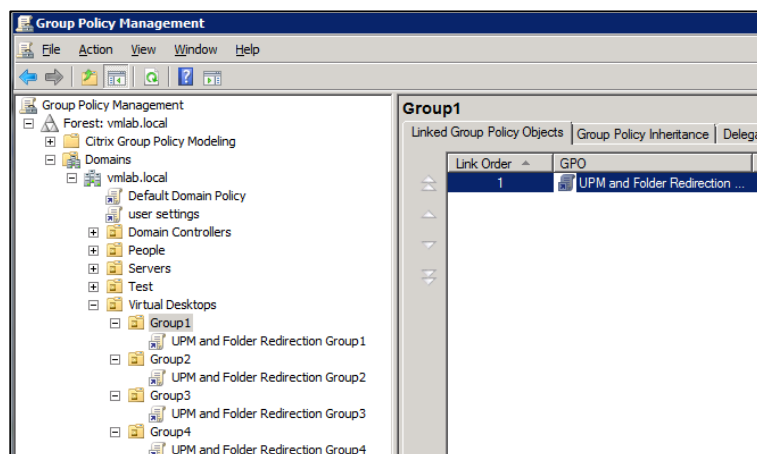 Group Policy Management
File Action View Window Help
Group Policy Management
Forest: vmlab.local
Citrix Group Policy Modeling
Domains
vmlab.local
Default Domain Policy
user settings
Domain Controllers
People
Servers
Test
Virtual Desktops
Group1
UPM and Folder Redirection Group1
Group2
UPM and Folder Redirection Group2
Group3
UPM and Folder Redirection Group3
Group4
UPM and Folder Redirection Group4
Group1
Linked Group Policy Objects Group Policy Inheritance Delega
Link Order GPO
1 UPM and Folder Redirection ...